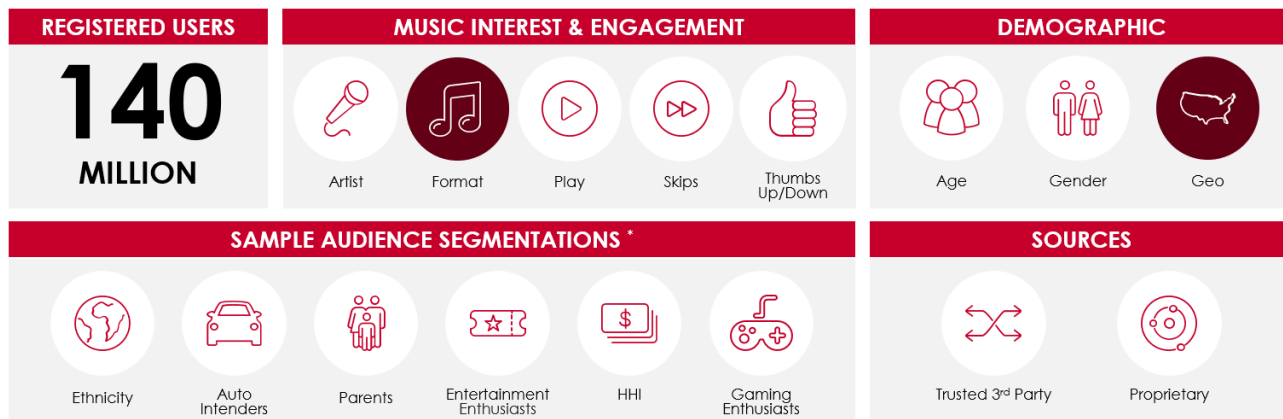 REGISTERED USERS
140
MILLION
MUSIC INTEREST & ENGAGEMENT
Artist
Format
Play
Skips
Thumbs
Up/Down
DEMOGRAPHIC
Age
Gender
Geo
SAMPLE AUDIENCE SEGMENTATIONS *
Ethnicity
Auto
Intenders
Parents
Entertainment
Enthusiasts
$
HHI
Gaming
Enthusiasts
SOURCES
Trusted 3rd Party
Proprietary